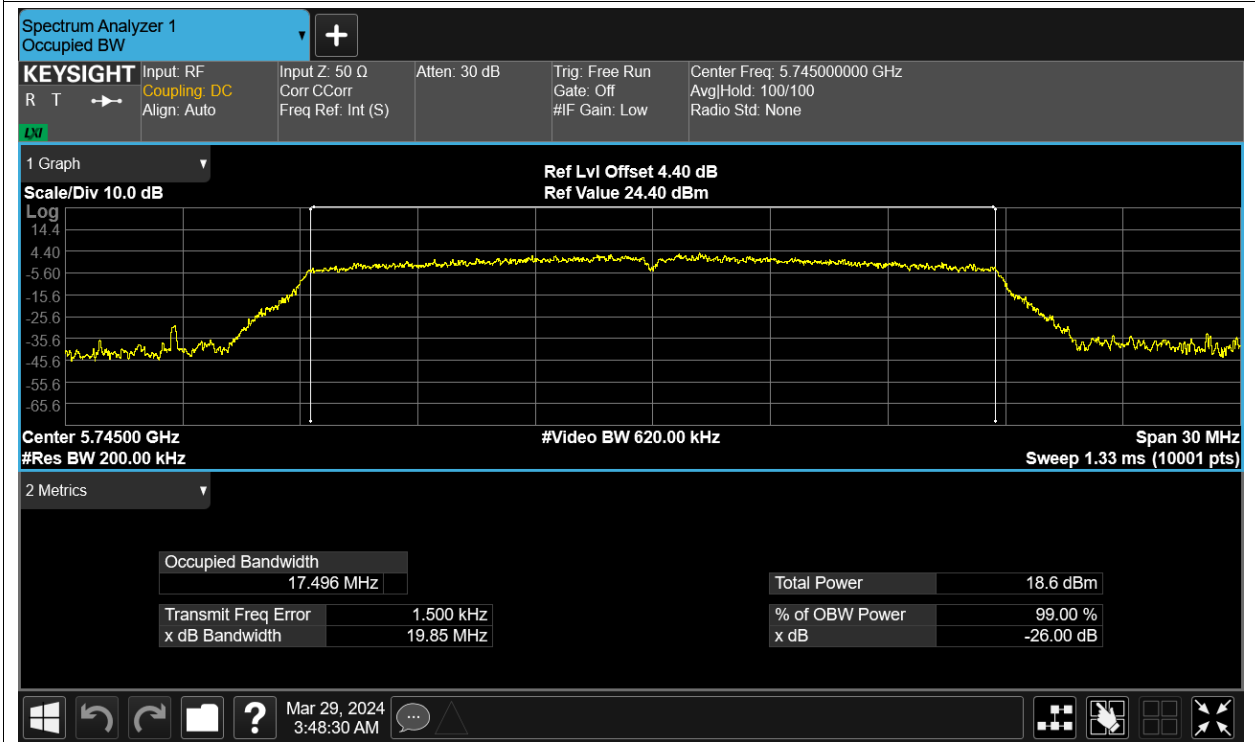 Spectrum Analyzer 1
Occupied BW
KEYSIGHT
R T
LXI
Input: RF
Coupling: DC
Align: Auto
Input Z: 50 Ω
Corr CCorr
Freq Ref: Int (S)
Atten: 30 dB
Trig: Free Run
Gate: Off
#IF Gain: Low
Center Freq: 5.745000000 GHz
Avg|Hold: 100/100
Radio Std: None
1 Graph
Scale/Div 10.0 dB
Ref Lvl Offset 4.40 dB
Ref Value 24.40 dBm
Log
14.4
4.40
-5.60
-15.6
-25.6
-35.6
-45.6
-55.6
-65.6
Center 5.74500 GHz
#Res BW 200.00 kHz
#Video BW 620.00 kHz
Span 30 MHz
Sweep 1.33 ms (10001 pts)
2 Metrics
Occupied Bandwidth
17.496 MHz
Transmit Freq Error 1.500 kHz
x dB Bandwidth 19.85 MHz
Total Power 18.6 dBm
% of OBW Power 99.00 %
x dB -26.00 dB
?
Mar 29, 2024
3:48:30 AM